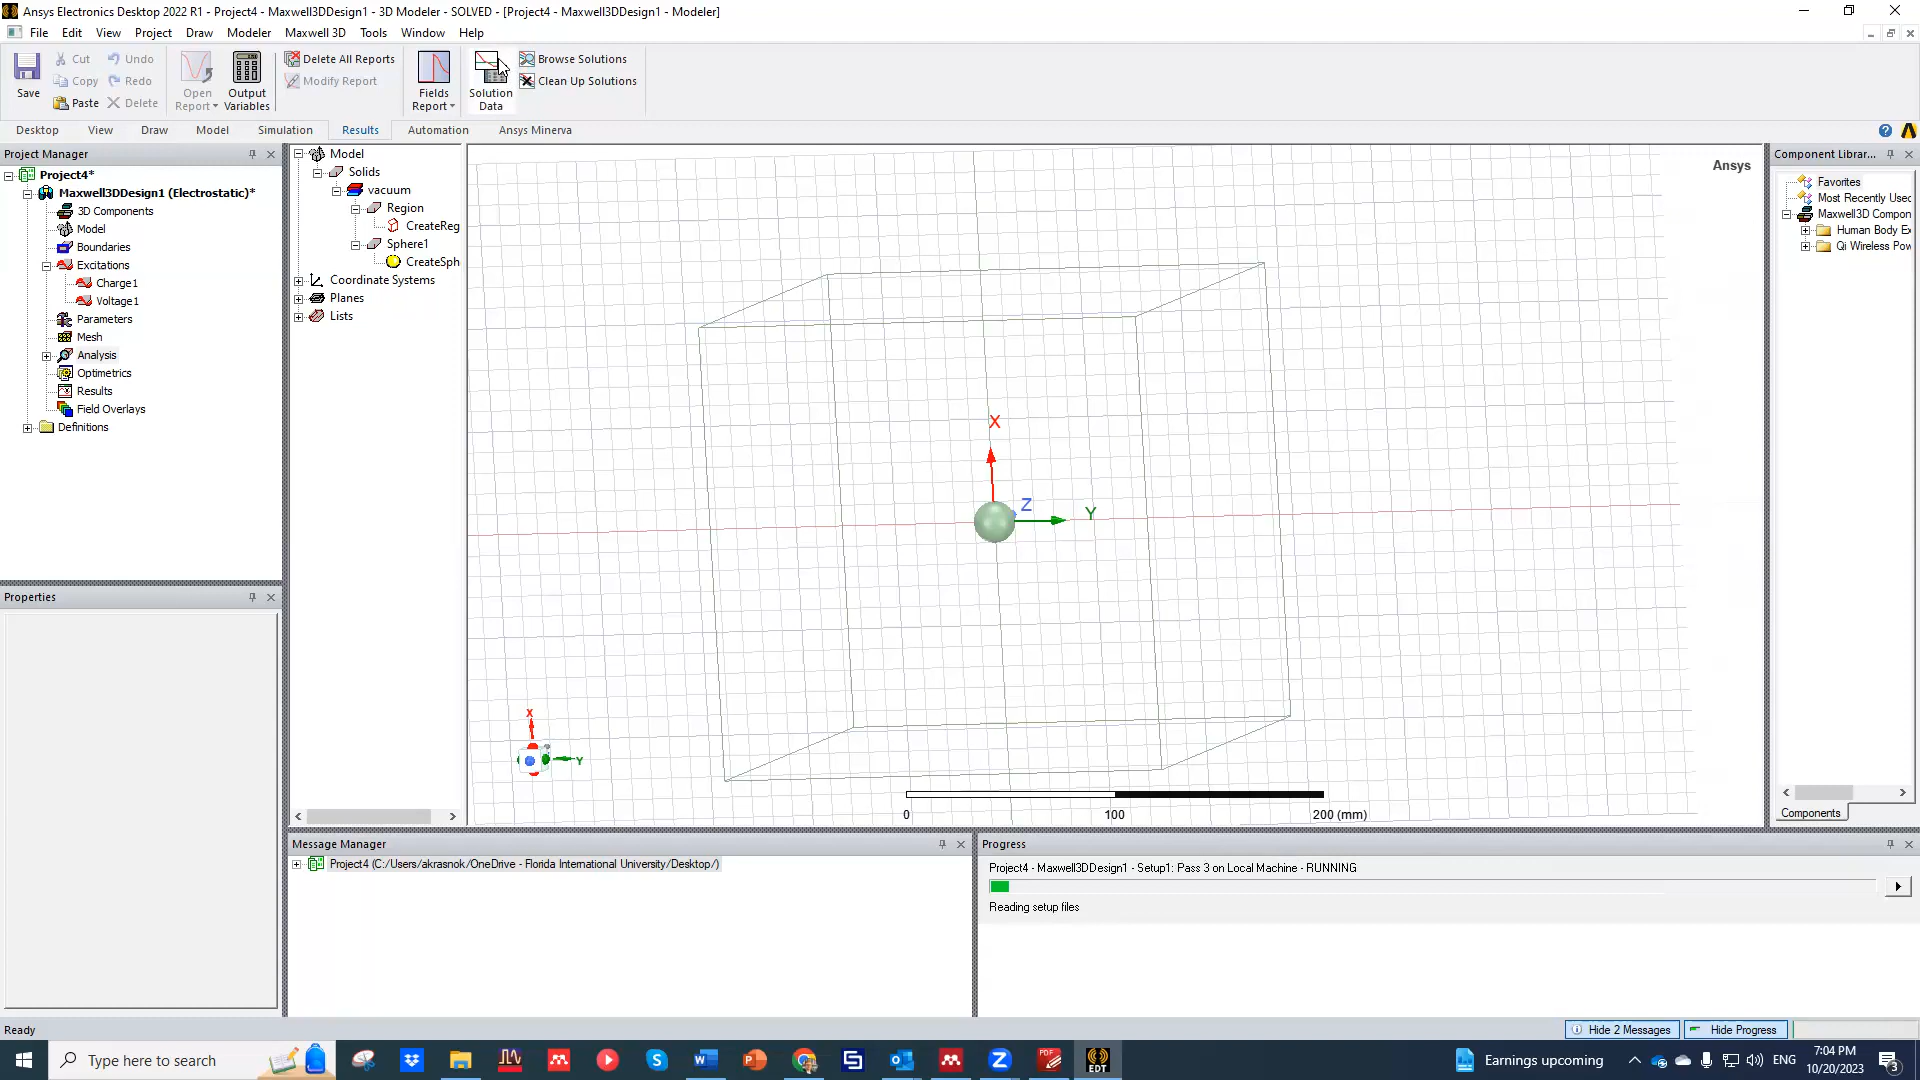 Ansys Electronics Desktop 2022 R1 - Project4 - Maxwell3DDesign1 - 3D Modeler - SOLVED - [Project4 - Maxwell3DDesign1 - Modeler]
File Edit View Project Draw Modeler Maxwell 3D Tools Window Help
Save
Cut
Copy
Paste
Undo
Redo
Delete
Open
Report
Output
Variables
Delete All Reports
Modify Report
Fields
Report
Solution
Data
Browse Solutions
Clean Up Solutions
Desktop View Draw Model Simulation Results Automation Ansys Minerva
Project Manager
Project4*
Maxwell3DDesign1 (Electrostatic)*
3D Components
Model
Boundaries
Excitations
Charge1
Voltage1
Parameters
Mesh
Analysis
Optimetrics
Results
Field Overlays
Definitions
Properties
Model
Solids
vacuum
Region
CreateReg
Sphere1
CreateSph
Coordinate Systems
Planes
Lists
Ansys
X
Z
Y
X
Y
0 100 200 (mm)
Component Librar...
Favorites
Most Recently Used
Maxwell3D Compon
Human Body Ex
Qi Wireless Pow
Components
Message Manager
Project4 (C:/Users/akrasnok/OneDrive - Florida International University/Desktop/)
Progress
Project4 - Maxwell3DDesign1 - Setup1: Pass 3 on Local Machine - RUNNING
Reading setup files
Ready
Hide 2 Messages
Hide Progress
Type here to search
EDT
Earnings upcoming
ENG
7:04 PM
10/20/2023
3